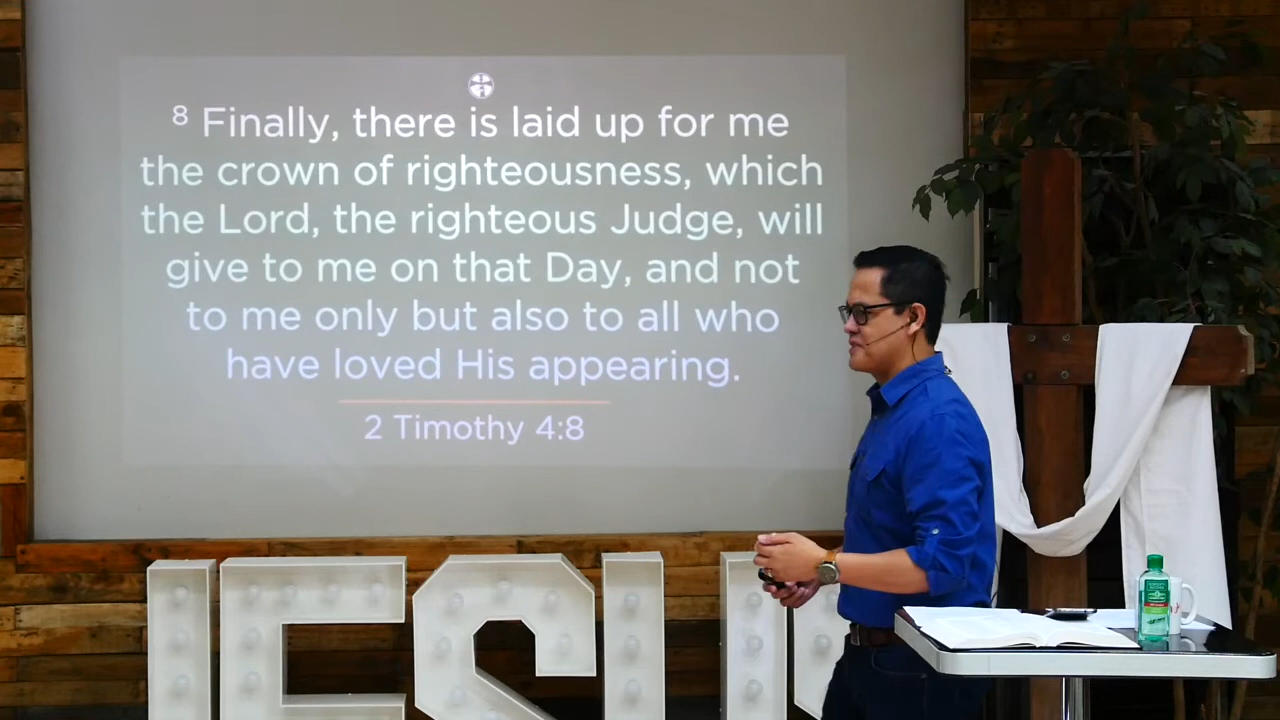 8 Finally, there is laid up for me
the crown of righteousness, which
the Lord, the righteous Judge, will
give to me on that Day, and not
to me only but also to all who
have loved His appearing.
2 Timothy 4:8
JESU